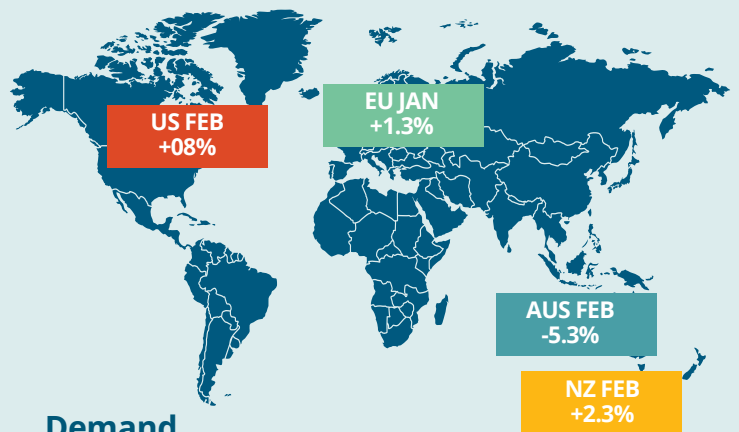 US FEB
+08%
EU JAN
+1.3%
AUS FEB
-5.3%
NZ FEB
+2.3%
Demand